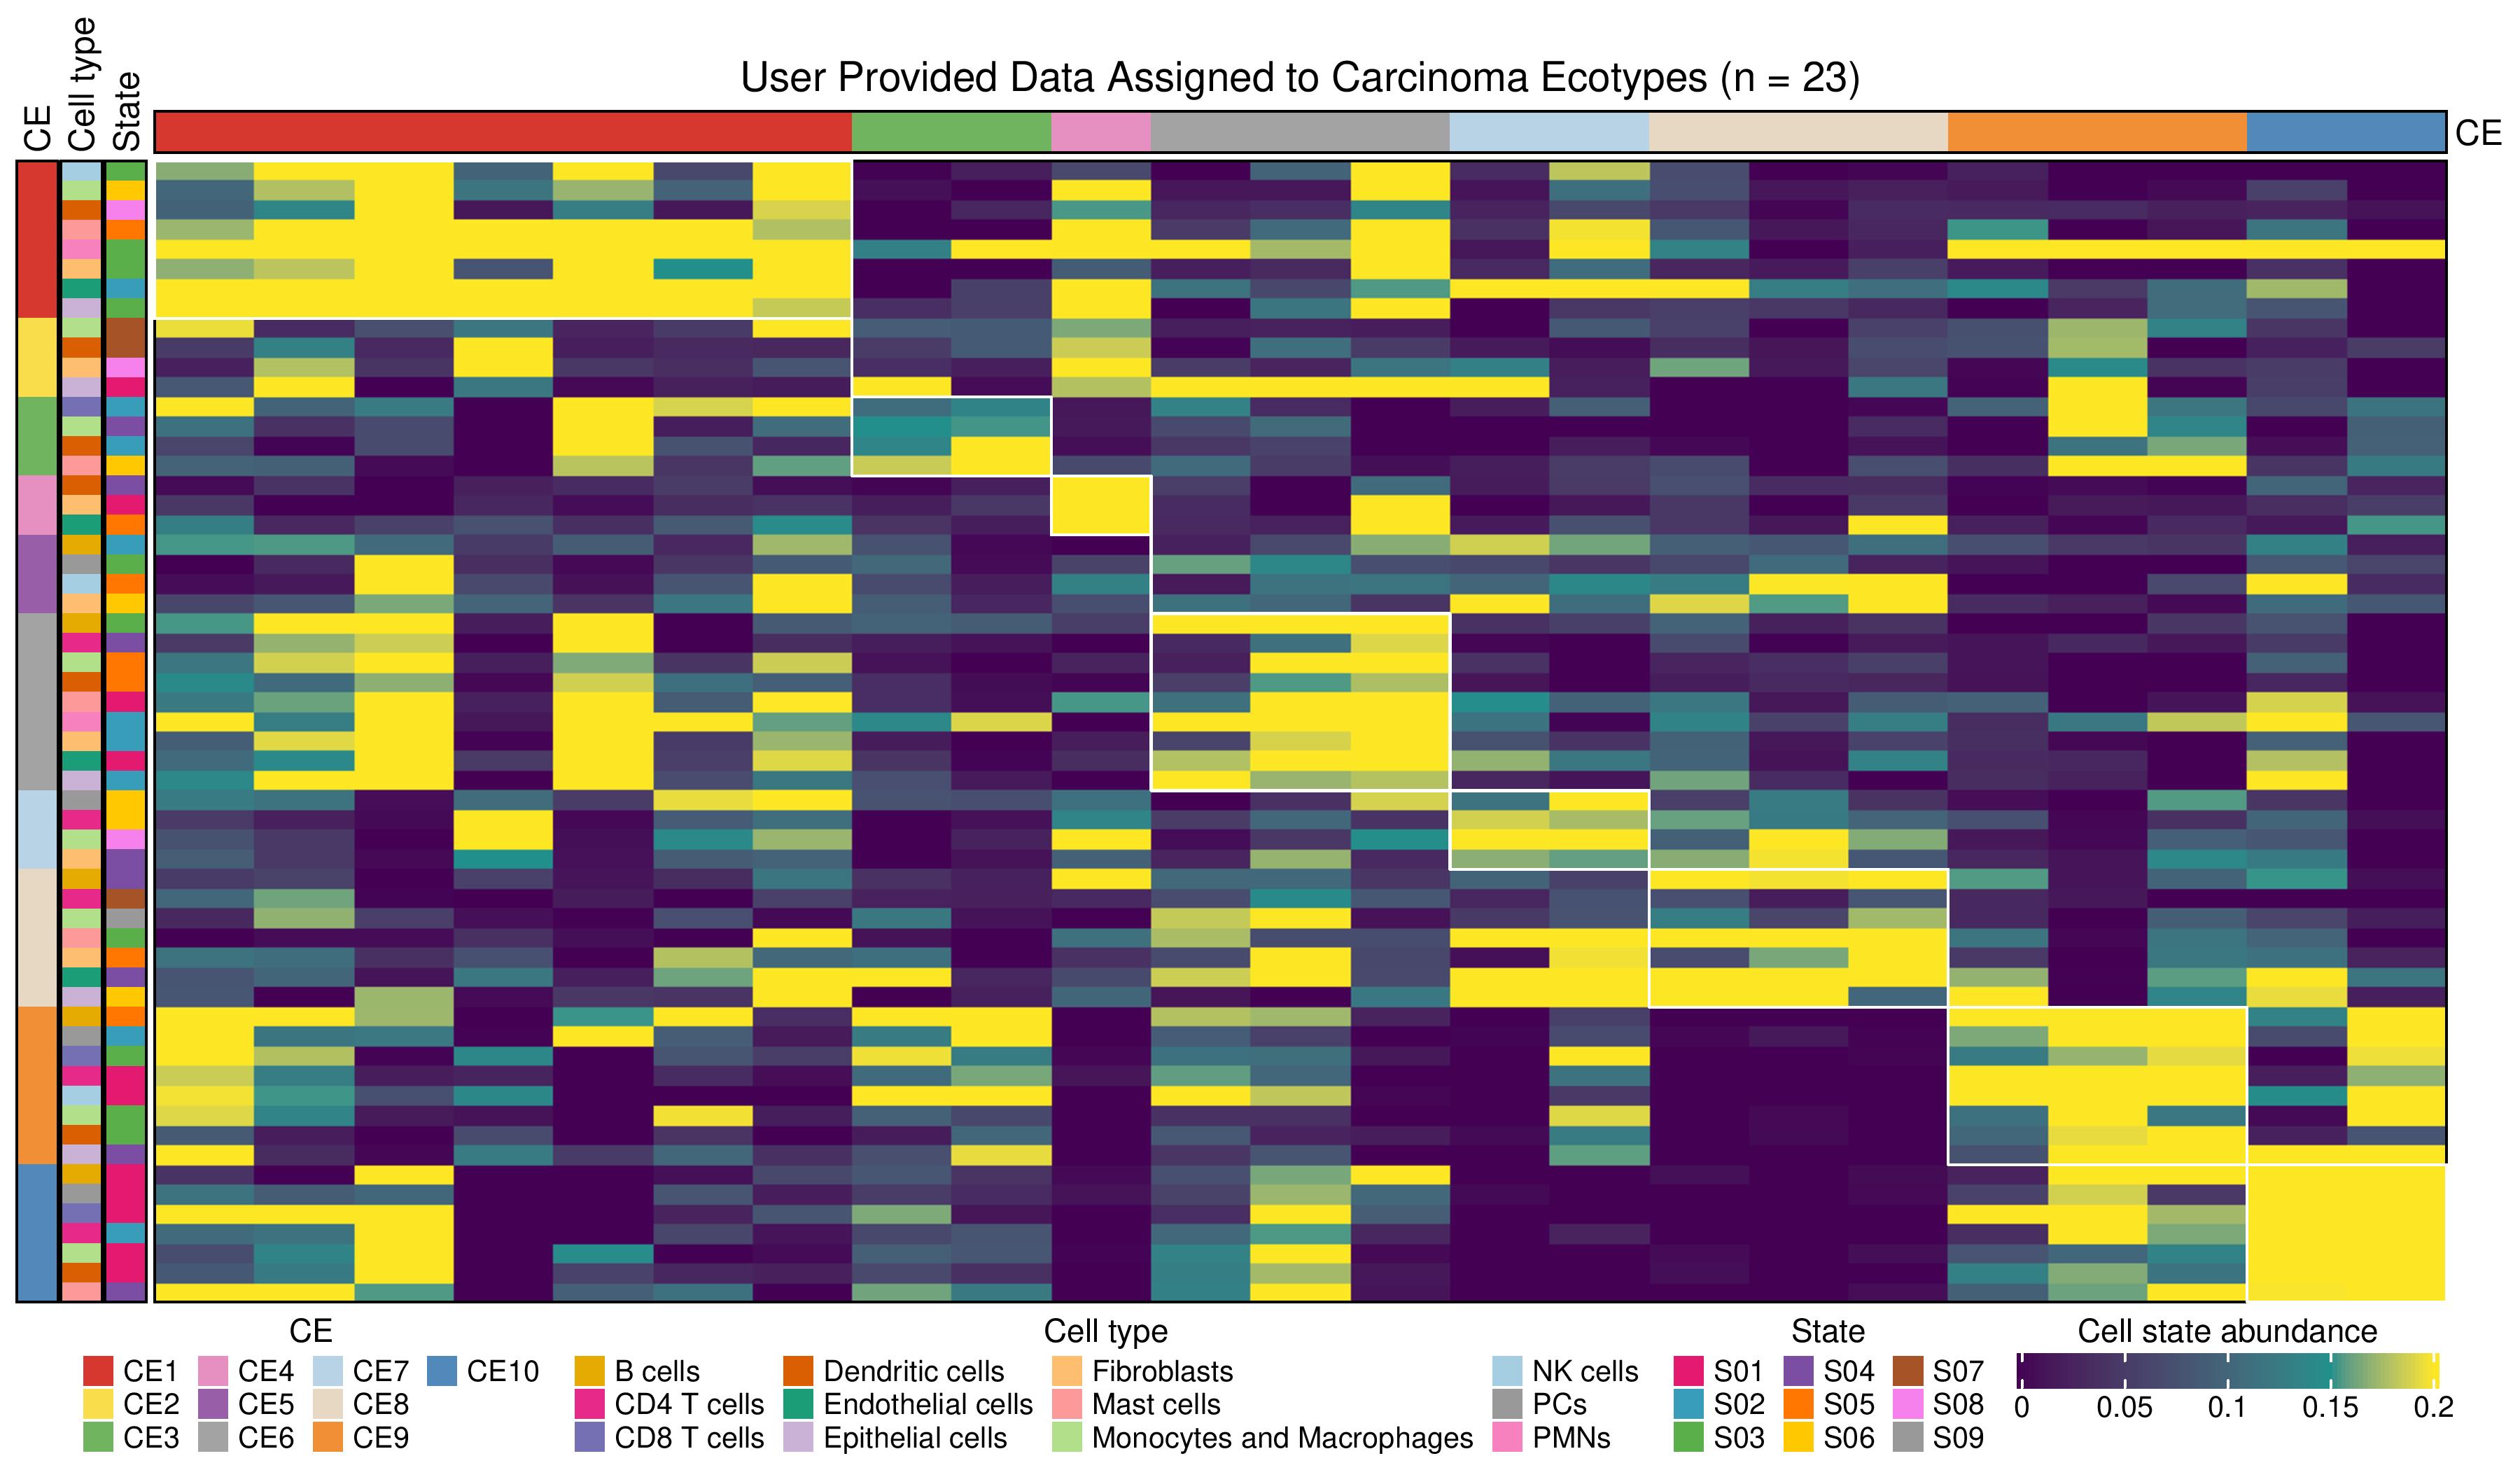 User Provided Data Assigned to Carcinoma Ecotypes (n = 23)
CE
Cell type
State
CE
CE
Cell type
State
Cell state abundance
CE1 CE4 CE7 CE10 B cells Dendritic cells Fibroblasts NK cells S01 S04 S07
CE2 CE5 CE8 CD4 T cells Endothelial cells Mast cells PCs S02 S05 S08
CE3 CE6 CE9 CD8 T cells Epithelial cells Monocytes and Macrophages PMNs S03 S06 S09
0 0.05 0.1 0.15 0.2